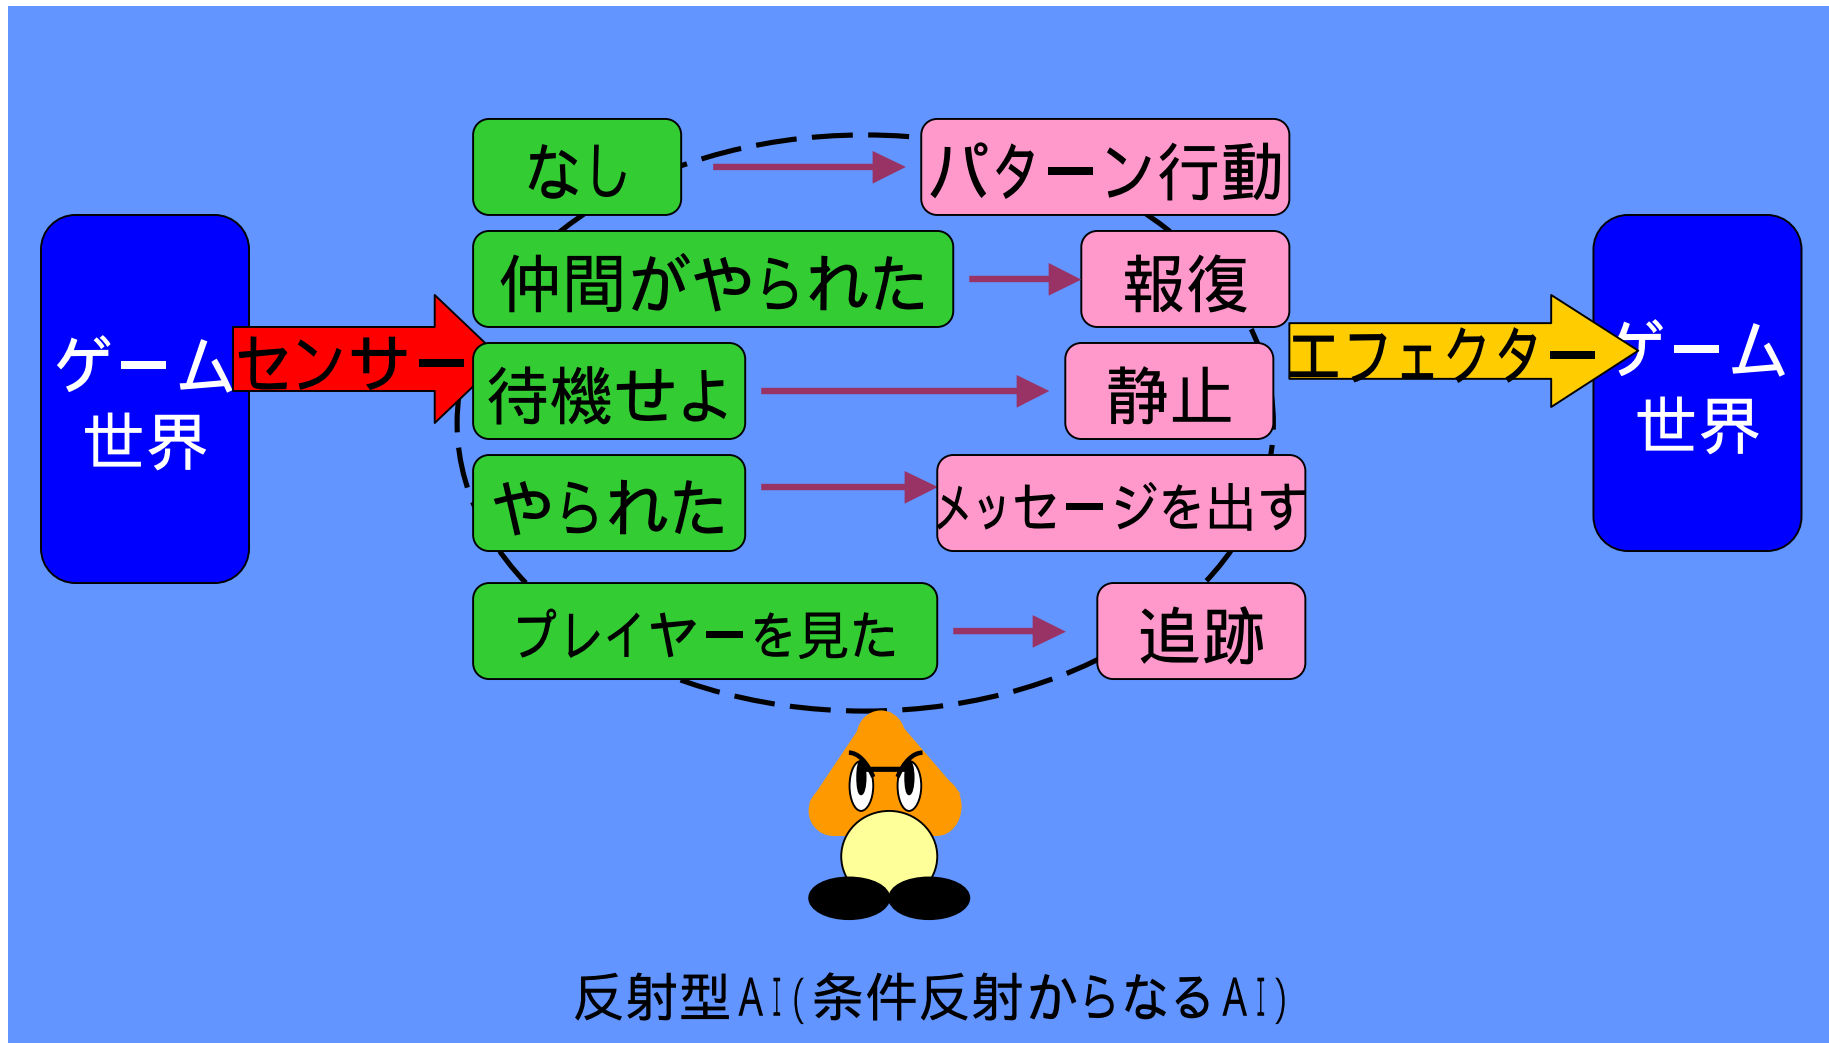 なし
パターン行動
仲間がやられた
報復
ゲーム
世界
センサー
待機せよ
静止
エフェクター
ゲーム
世界
やられた
メッセージを出す
プレイヤーを見た
追跡
反射型AI(条件反射からなるAI)